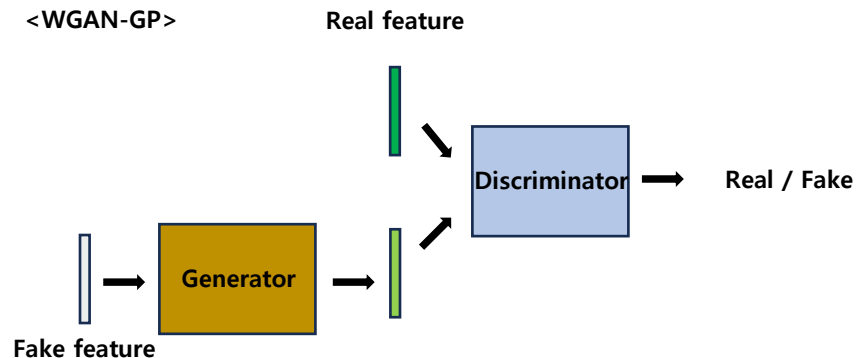 <WGAN-GP>
Real feature
Discriminator
Real / Fake
Generator
Fake feature